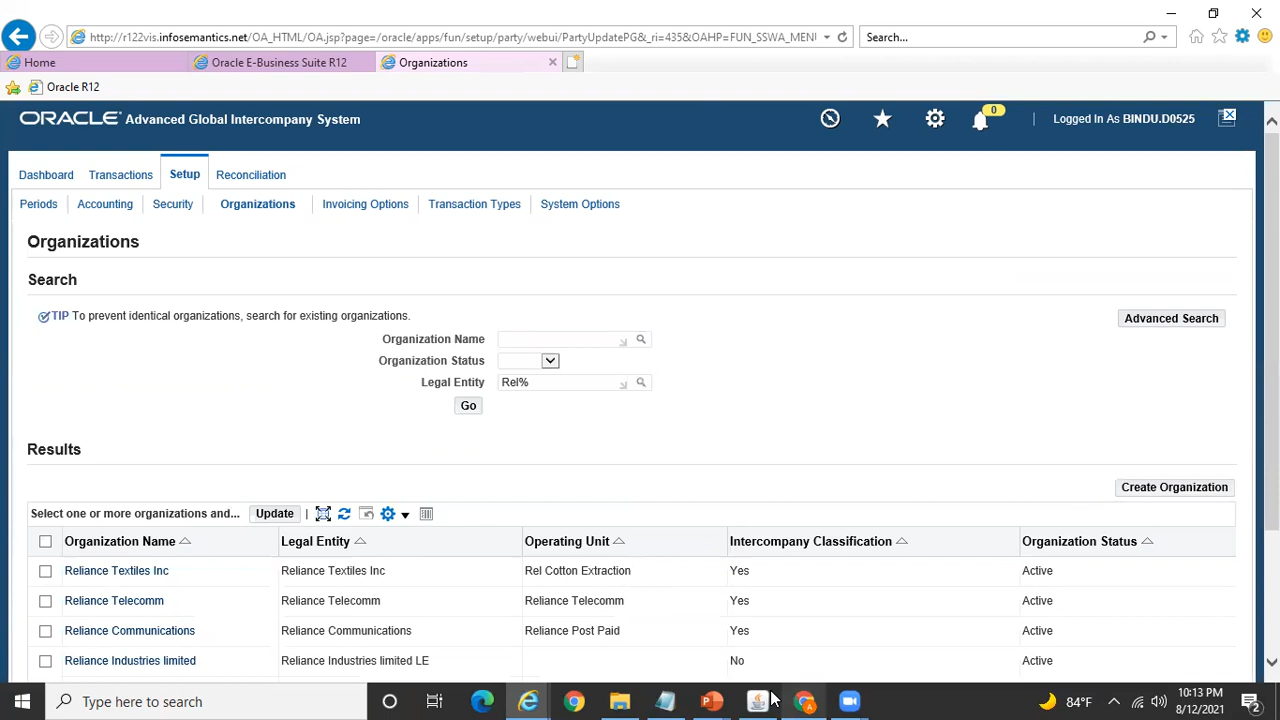 http://r122vis.infosemantics.net/OA_HTML/OA.jsp?page=/oracle/apps/fun/setup/party/webui/PartyUpdatePG&_ri=435&OAHP=FUN_SSWA_MENU
Search...
Home
Oracle E-Business Suite R12
Organizations
Oracle R12
ORACLE Advanced Global Intercompany System
0
Logged In As BINDU.D0525
Dashboard Transactions Setup Reconciliation
Periods Accounting Security Organizations Invoicing Options Transaction Types System Options
Organizations
Search
TIP To prevent identical organizations, search for existing organizations.
Advanced Search
Organization Name
Organization Status
Legal Entity Rel%
Go
Results
Create Organization
Select one or more organizations and... Update
Organization Name Legal Entity Operating Unit Intercompany Classification Organization Status
Reliance Textiles Inc Reliance Textiles Inc Rel Cotton Extraction Yes Active
Reliance Telecomm Reliance Telecomm Reliance Telecomm Yes Active
Reliance Communications Reliance Communications Reliance Post Paid Yes Active
Reliance Industries limited Reliance Industries limited LE No Active
Type here to search
84°F
10:13 PM
8/12/2021
2